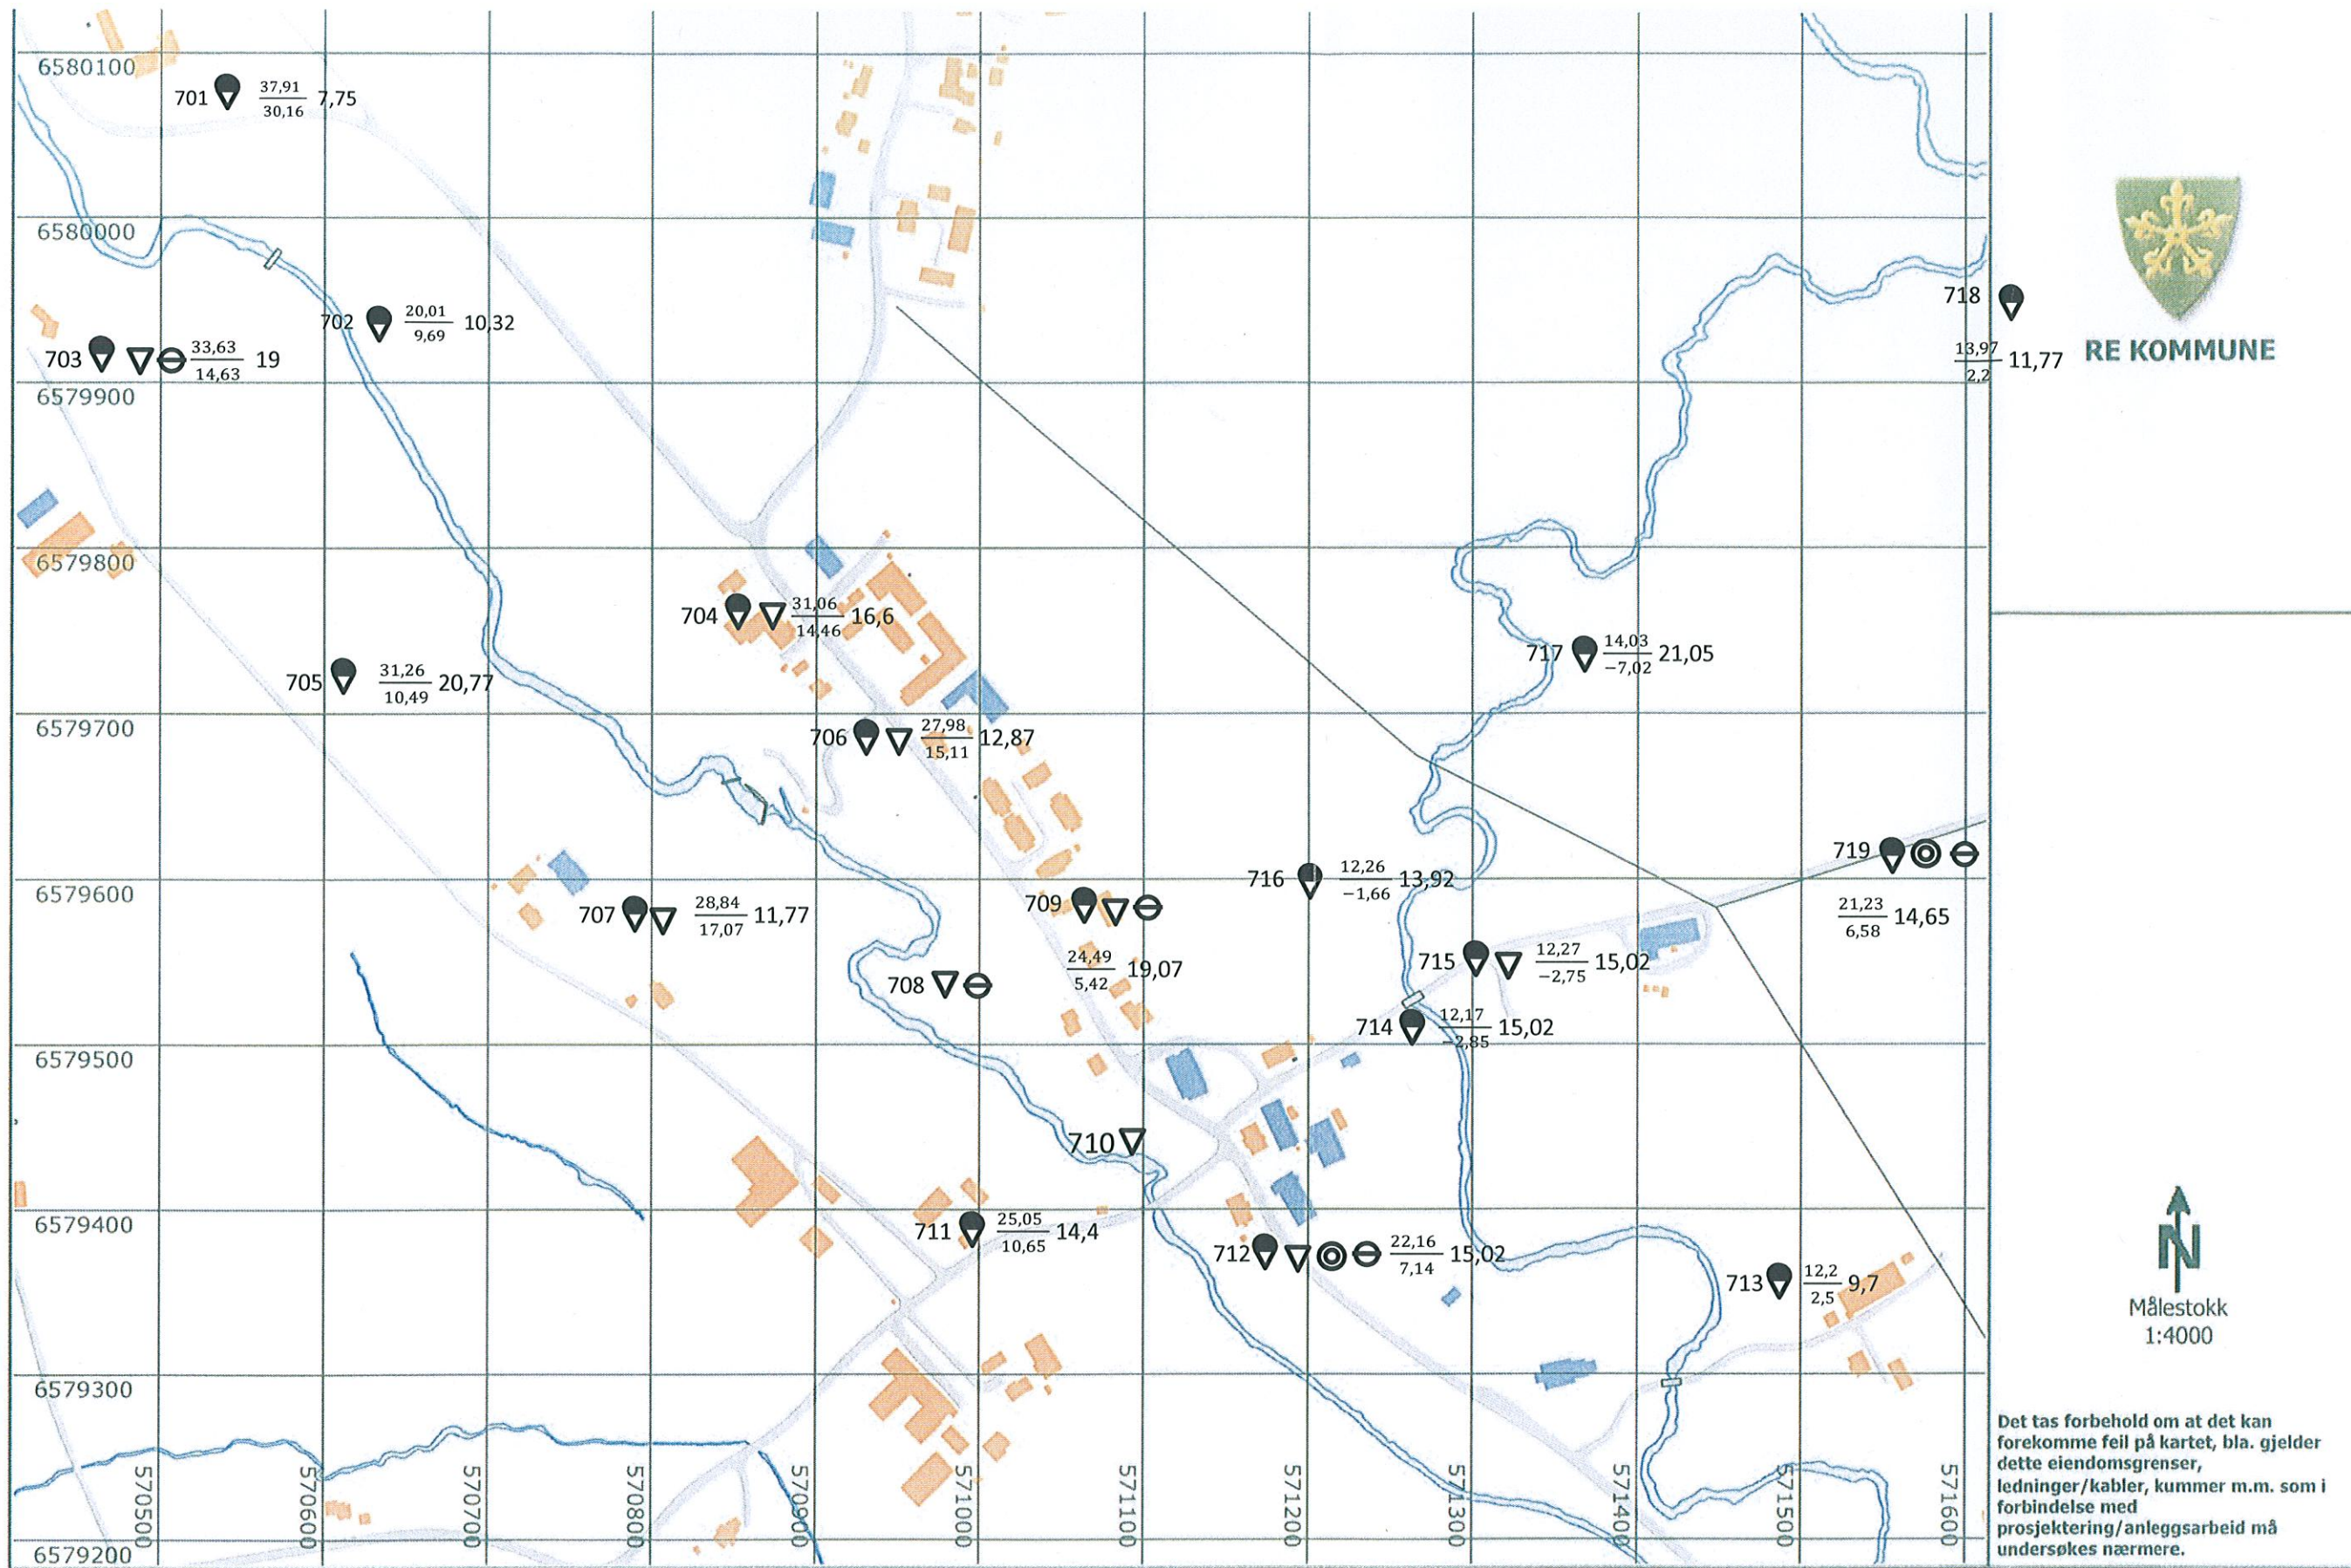 6580100
701 37,91 7,75
30,16
6580000
718
702 20,01 10,32
9,69
703 33,63 19
14,63
13,97 11,77
2,2
RE KOMMUNE
6579900
6579800
704 31,06 16,6
14,46
717 14,03 21,05
−7,02
705 31,26 20,77
10,49
6579700
706 27,98 12,87
15,11
719
716 12,26 13,92
−1,66
6579600
709
707 28,84 11,77
17,07
21,23 14,65
6,58
715 12,27 15,02
−2,75
24,49 19,07
5,42
708
714 12,17 15,02
−2,85
6579500
710
6579400
711 25,05 14,4
10,65
712 22,16 15,02
7,14
713 12,2 9,7
2,5
N
Målestokk
1:4000
6579300
Det tas forbehold om at det kan
forekomme feil på kartet, bla. gjelder
dette eiendomsgrenser,
ledninger/kabler, kummer m.m. som i
forbindelse med
prosjektering/anleggsarbeid må
undersøkes nærmere.
570500
570600
570700
570800
570900
571000
571100
571200
571300
571400
571500
571600
6579200